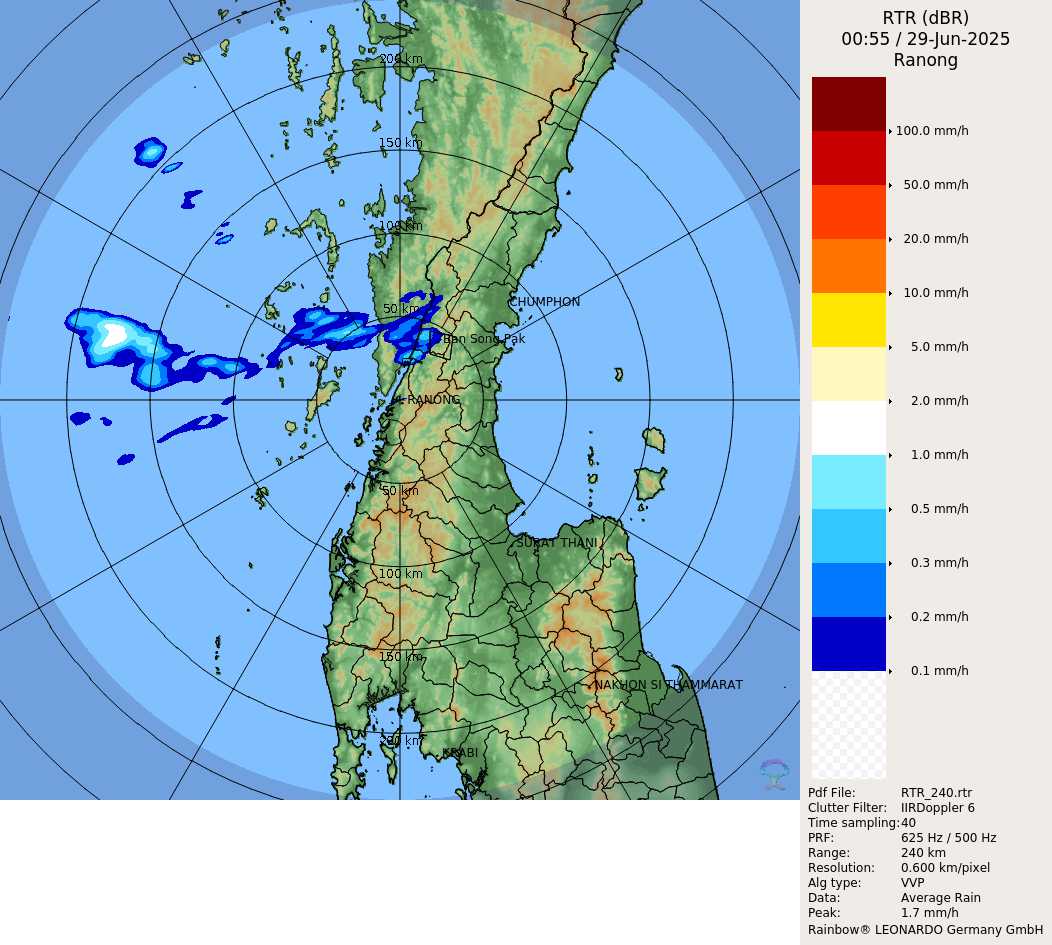 RTR (dBR)
00:55 / 29-Jun-2025
Ranong
200 km
150 km
100 km
50 km
CHUMPHON
Ban Song Pak
RANONG
50 km
SURAT THANI
100 km
150 km
NAKHON SI THAMMARAT
200 km
KRABI
100.0 mm/h
50.0 mm/h
20.0 mm/h
10.0 mm/h
5.0 mm/h
2.0 mm/h
1.0 mm/h
0.5 mm/h
0.3 mm/h
0.2 mm/h
0.1 mm/h
Pdf File: RTR_240.rtr
Clutter Filter: IIRDoppler 6
Time sampling: 40
PRF: 625 Hz / 500 Hz
Range: 240 km
Resolution: 0.600 km/pixel
Alg type: VVP
Data: Average Rain
Peak: 1.7 mm/h
Rainbow® LEONARDO Germany GmbH